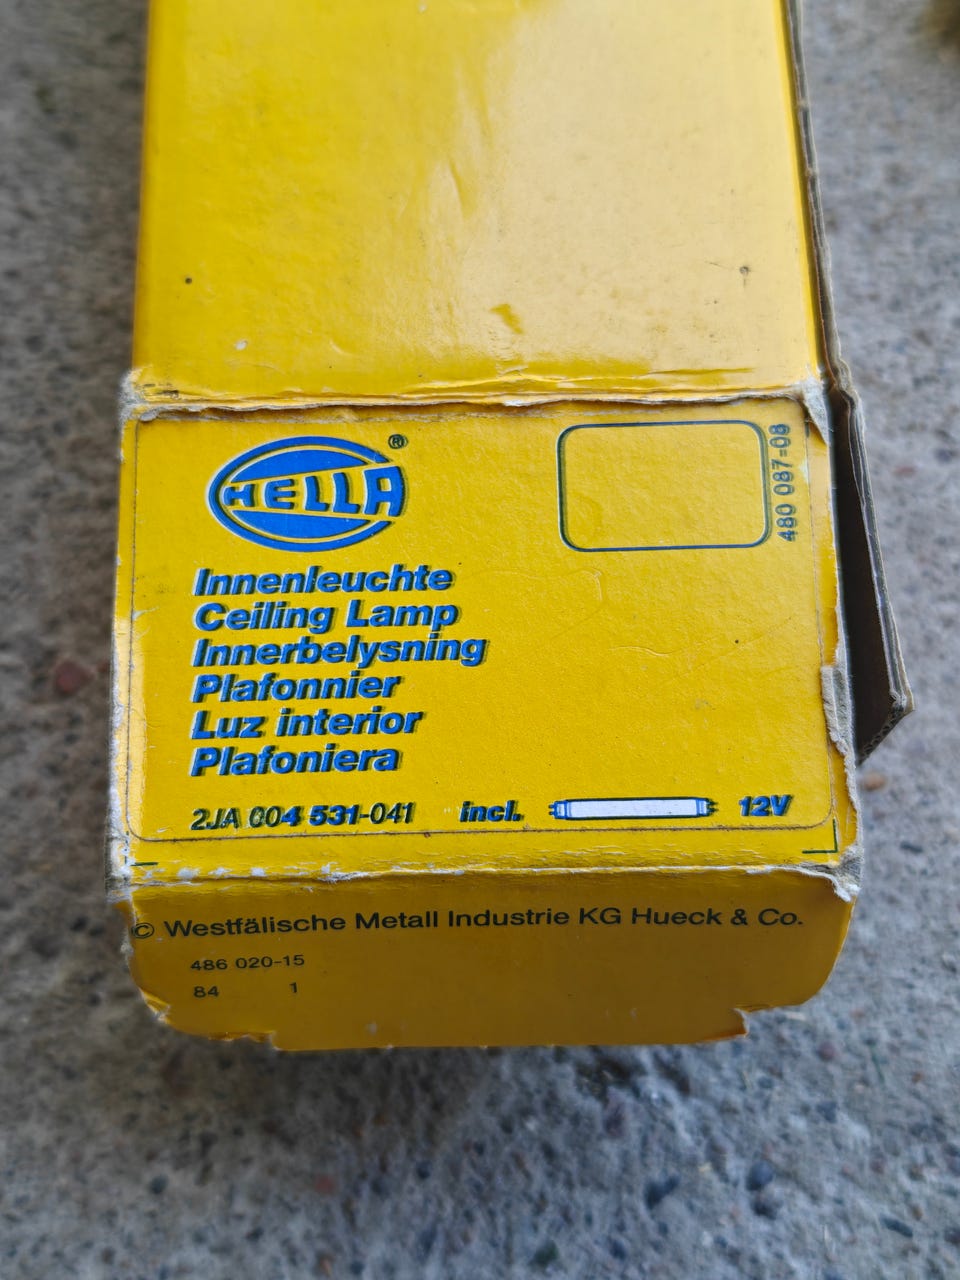 HELLA ®
480 087-08
Innenleuchte
Ceiling Lamp
Innerbelysning
Plafonnier
Luz interior
Plafoniera
2JA 004 531-041 incl. 12V
© Westfälische Metall Industrie KG Hueck & Co.
486 020-15
84 1